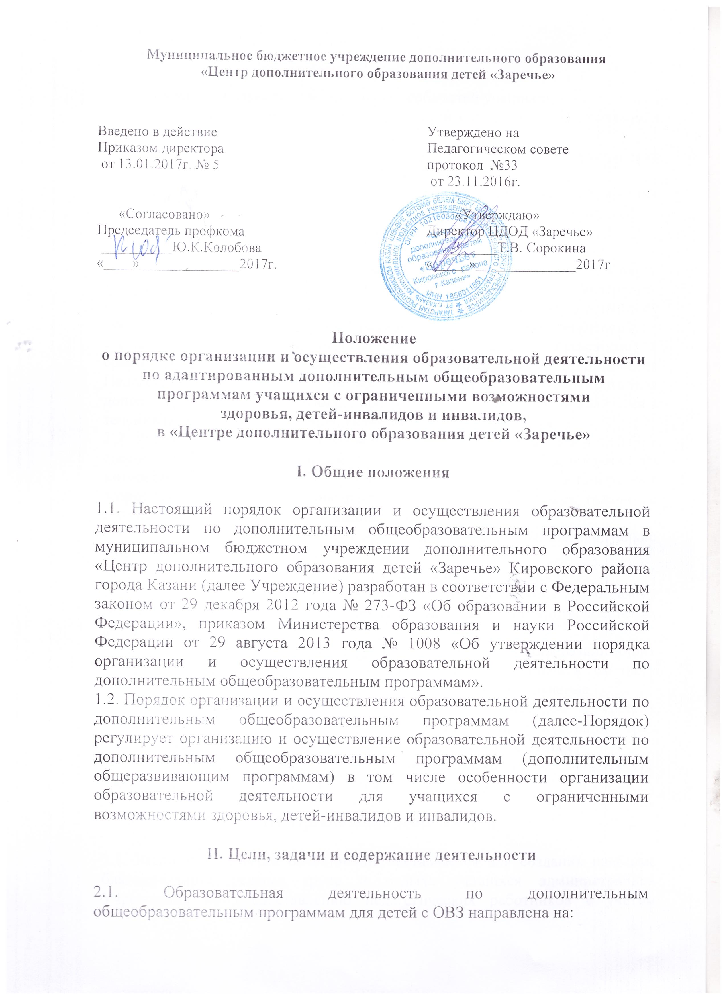 Муниципальное бюджетное учреждение дополнительного образования
«Центр дополнительного образования детей «Заречье»
Введено в действие
Приказом директора
от 13.01.2017г. № 5
Утверждено на
Педагогическом совете
протокол №33
от 23.11.2016г.
«Согласовано»
Председатель профкома
__________Ю.К.Колобова
«____»______________2017г.
«Утверждаю»
Директор ЦДОД «Заречье»
__________Т.В. Сорокина
«_____»______________2017г
Центр
дополнительного
образования детей
«Заречье»
Кировского района
г.Казани»
ИНН 1656011551
Положение
о порядке организации и осуществления образовательной деятельности
по адаптированным дополнительным общеобразовательным
программам учащихся с ограниченными возможностями
здоровья, детей-инвалидов и инвалидов,
в «Центре дополнительного образования детей «Заречье»
I. Общие положения
1.1. Настоящий порядок организации и осуществления образовательной
деятельности по дополнительным общеобразовательным программам в
муниципальном бюджетном учреждении дополнительного образования
«Центр дополнительного образования детей «Заречье» Кировского района
города Казани (далее Учреждение) разработан в соответствии с Федеральным
законом от 29 декабря 2012 года № 273-ФЗ «Об образовании в Российской
Федерации», приказом Министерства образования и науки Российской
Федерации от 29 августа 2013 года № 1008 «Об утверждении порядка
организации и осуществления образовательной деятельности по
дополнительным общеобразовательным программам».
1.2. Порядок организации и осуществления образовательной деятельности по
дополнительным общеобразовательным программам (далее-Порядок)
регулирует организацию и осуществление образовательной деятельности по
дополнительным общеобразовательным программам (дополнительным
общеразвивающим программам) в том числе особенности организации
образовательной деятельности для учащихся с ограниченными
возможностями здоровья, детей-инвалидов и инвалидов.
II. Цели, задачи и содержание деятельности
2.1. Образовательная деятельность по дополнительным
общеобразовательным программам для детей с ОВЗ направлена на: